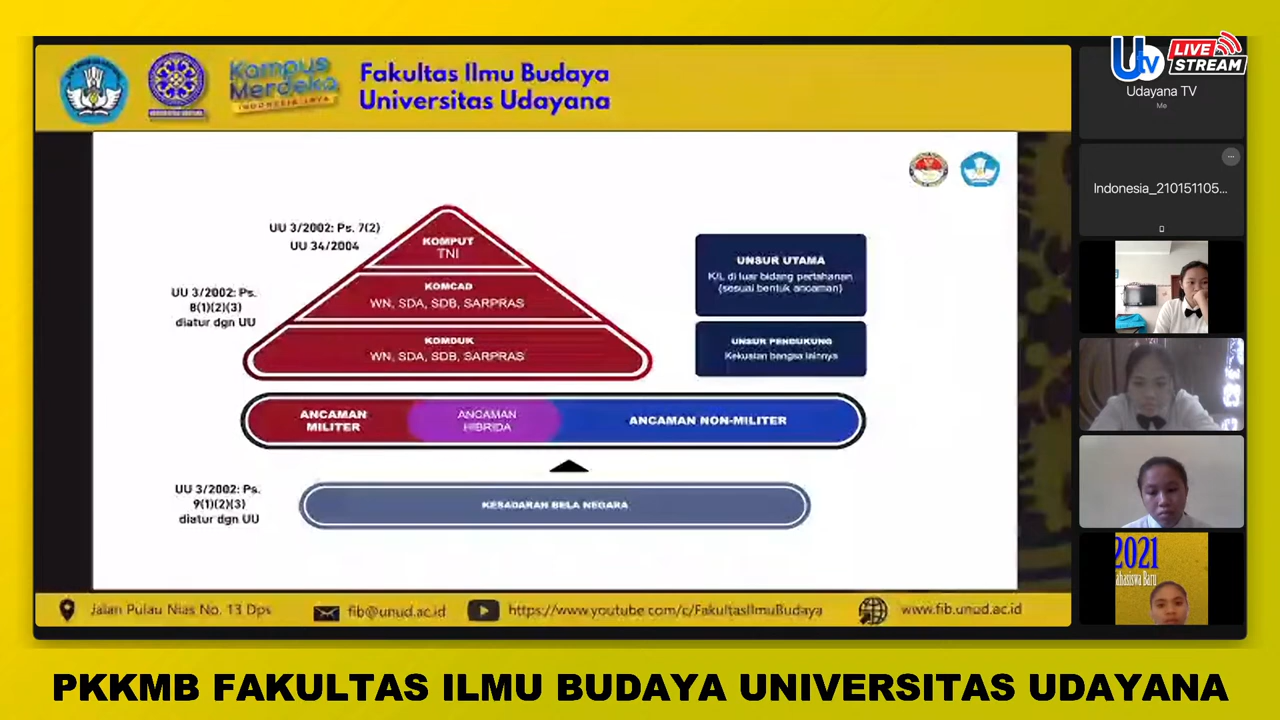 Utv LIVE STREAM
Kampus
Merdeka
INDONESIA JAYA
Fakultas Ilmu Budaya
Universitas Udayana
Udayana TV
Me
Indonesia_210151105...
UU 3/2002: Ps. 7(2)
UU 34/2004
KOMPUT
TNI
UU 3/2002: Ps.
8(1)(2)(3)
diatur dgn UU
KOMCAD
WN, SDA, SDB, SARPRAS
KOMDUK
WN, SDA, SDB, SARPRAS
UNSUR UTAMA
K/L di luar bidang pertahanan
(sesuai bentuk ancaman)
UNSUR PENDUKUNG
Kekuatan bangsa lainnya
ANCAMAN
MILITER
ANCAMAN
HIBRIDA
ANCAMAN NON-MILITER
UU 3/2002: Ps.
9(1)(2)(3)
diatur dgn UU
KESADARAN BELA NEGARA
2021
Mahasiswa Baru
Jalan Pulau Nias No. 13 Dps
fib@unud.ac.id
https://www.youtube.com/c/FakultasIlmuBudaya
www.fib.unud.ac.id
PKKMB FAKULTAS ILMU BUDAYA UNIVERSITAS UDAYANA